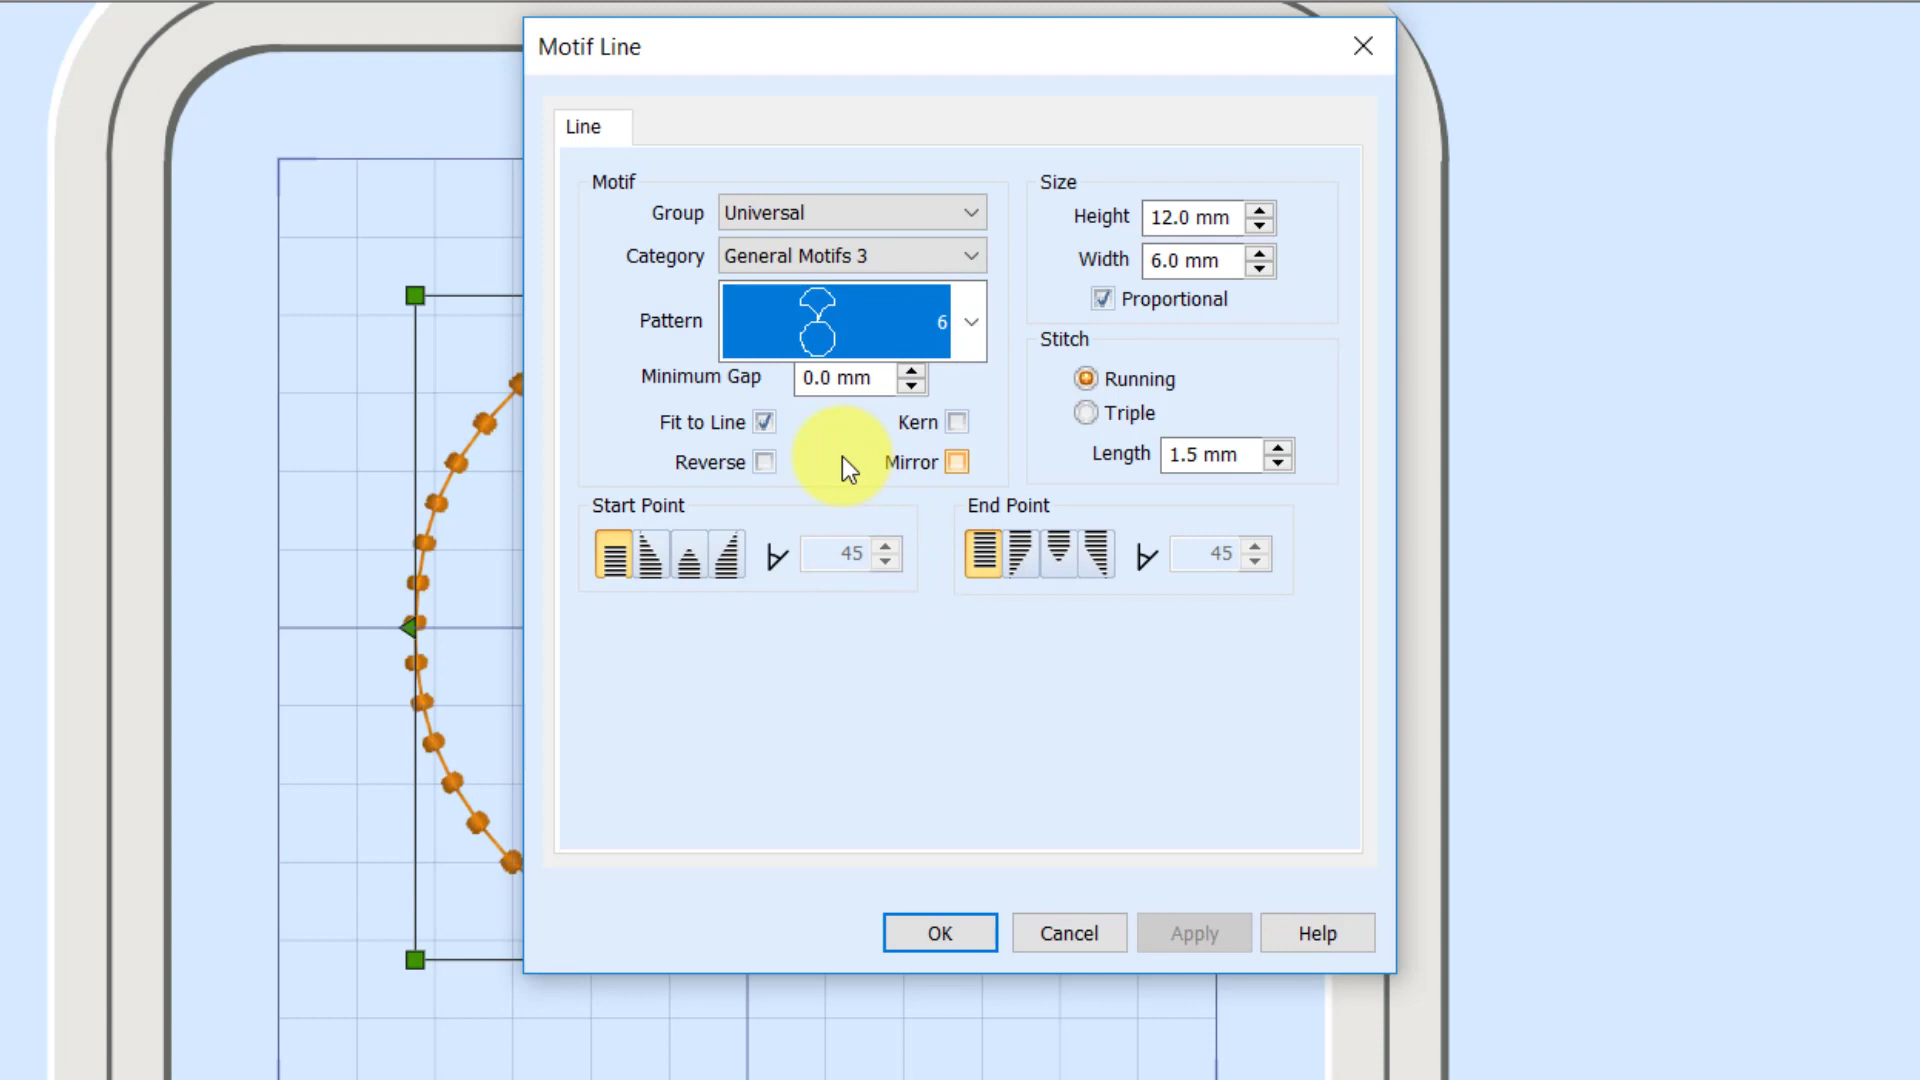 Motif Line
Line
Motif
Group Universal
Category General Motifs 3
Pattern 6
Minimum Gap 0.0 mm
Fit to Line Kern
Reverse Mirror
Size
Height 12.0 mm
Width 6.0 mm
Proportional
Stitch
Running
Triple
Length 1.5 mm
Start Point
45
End Point
45
OK Cancel Apply Help